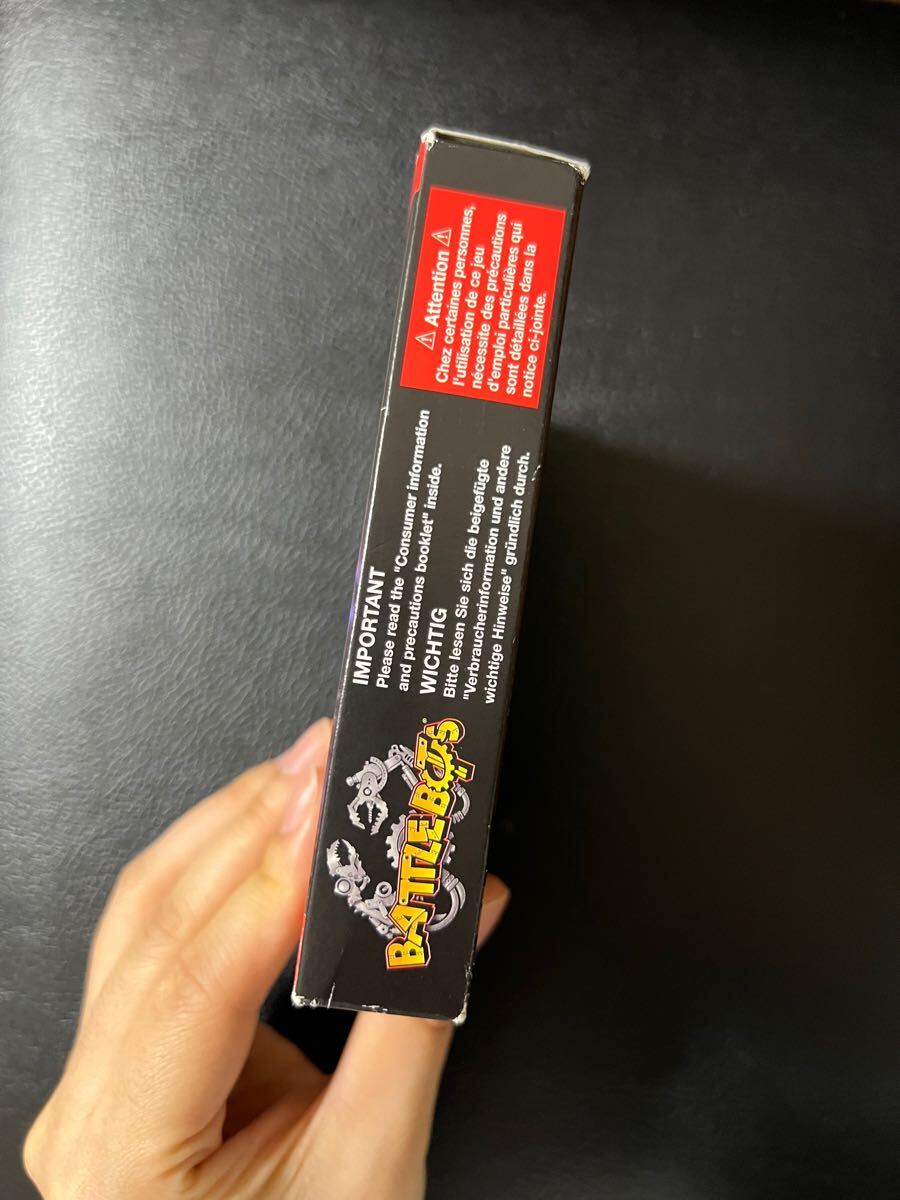 BATTLEBOTS
IMPORTANT
Please read the "Consumer information
and precautions booklet" inside.
WICHTIG
Bitte lesen Sie sich die beigefügte
"Verbraucherinformation und andere
wichtige Hinweise" gründlich durch.
⚠ Attention ⚠
Chez certaines personnes,
l'utilisation de ce jeu
nécessite des précautions
d'emploi particulières qui
sont détaillées dans la
notice ci-jointe.